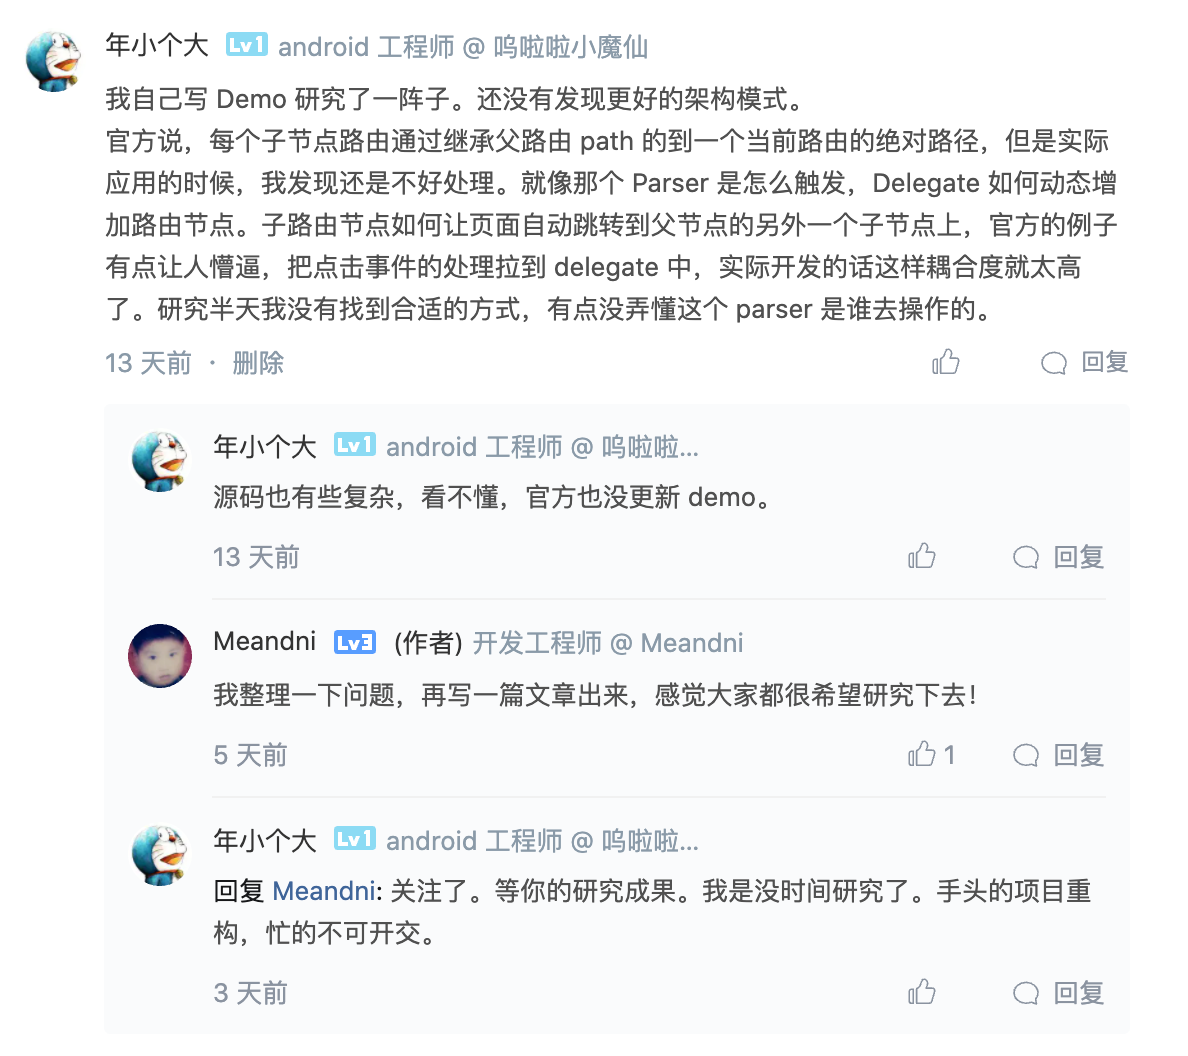 年小个大 Lv1 android 工程师 @ 呜啦啦小魔仙
我自己写 Demo 研究了一阵子。还没有发现更好的架构模式。
官方说，每个子节点路由通过继承父路由 path 的到一个当前路由的绝对路径，但是实际
应用的时候，我发现还是不好处理。就像那个 Parser 是怎么触发，Delegate 如何动态增
加路由节点。子路由节点如何让页面自动跳转到父节点的另外一个子节点上，官方的例子
有点让人懵逼，把点击事件的处理拉到 delegate 中，实际开发的话这样耦合度就太高
了。研究半天我没有找到合适的方式，有点没弄懂这个 parser 是谁去操作的。
13 天前 · 删除 回复
年小个大 Lv1 android 工程师 @ 呜啦啦...
源码也有些复杂，看不懂，官方也没更新 demo。
13 天前 回复
Meandni Lv3 (作者) 开发工程师 @ Meandni
我整理一下问题，再写一篇文章出来，感觉大家都很希望研究下去！
5 天前 1 回复
年小个大 Lv1 android 工程师 @ 呜啦啦...
回复 Meandni: 关注了。等你的研究成果。我是没时间研究了。手头的项目重
构，忙的不可开交。
3 天前 回复